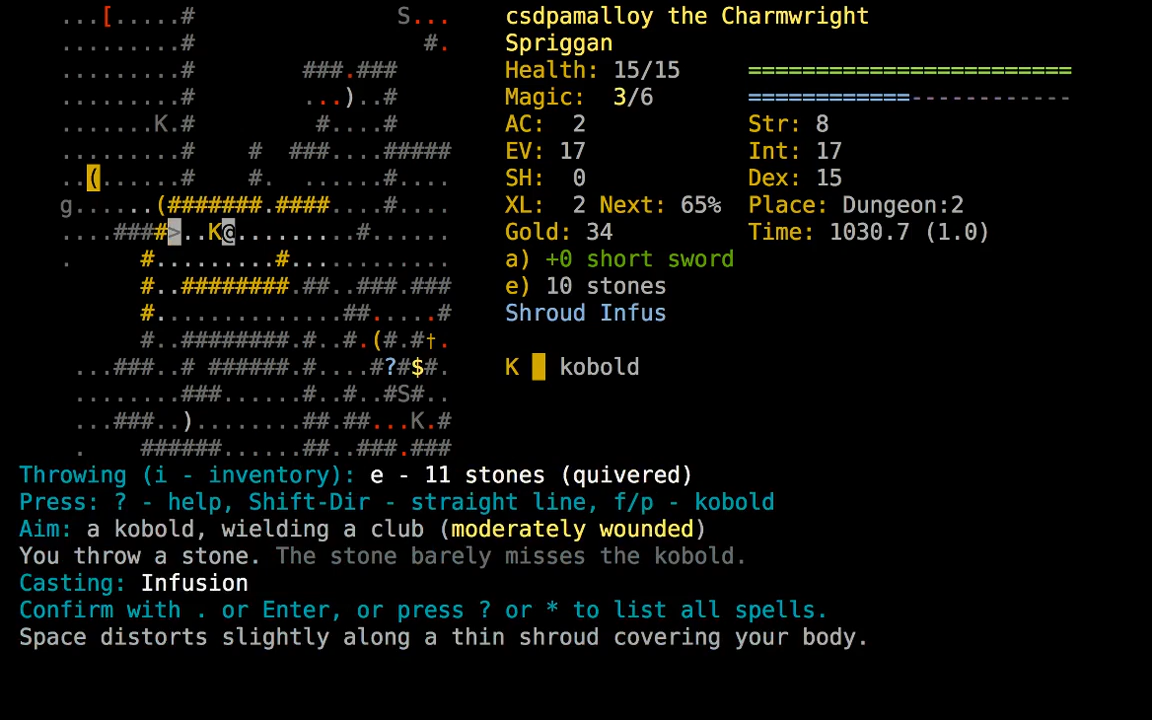 ...[.....#               S...   csdpamalloy the Charmwright
.........#                 #.   Spriggan
.........#        ###.###       Health: 15/15     ========================
.........#        ...)..#       Magic:  3/6       ============------------
.......K.#         #....#       AC:  2            Str: 8
.........#    #  ###....#####   EV: 17            Int: 17
..(......#    #.  ......#....   SH:  0            Dex: 15
g.......(#######.####....#...   XL:  2 Next: 65%  Place: Dungeon:2
....####>..K@.........#......   Gold: 34          Time: 1030.7 (1.0)
.     #........#............   a) +0 short sword
#..########.##...###.###   e) 10 stones
#............##.....#   Shroud Infus
#..########.#..#.(#.#†.
...###..# ######.#....#?#$#.   K   kobold
........###......#..#..#S#..
...###..)........##.##...K.#
.    ######......##..###.###
Throwing (i - inventory): e - 11 stones (quivered)
Press: ? - help, Shift-Dir - straight line, f/p - kobold
Aim: a kobold, wielding a club (moderately wounded)
You throw a stone. The stone barely misses the kobold.
Casting: Infusion
Confirm with . or Enter, or press ? or * to list all spells.
Space distorts slightly along a thin shroud covering your body.